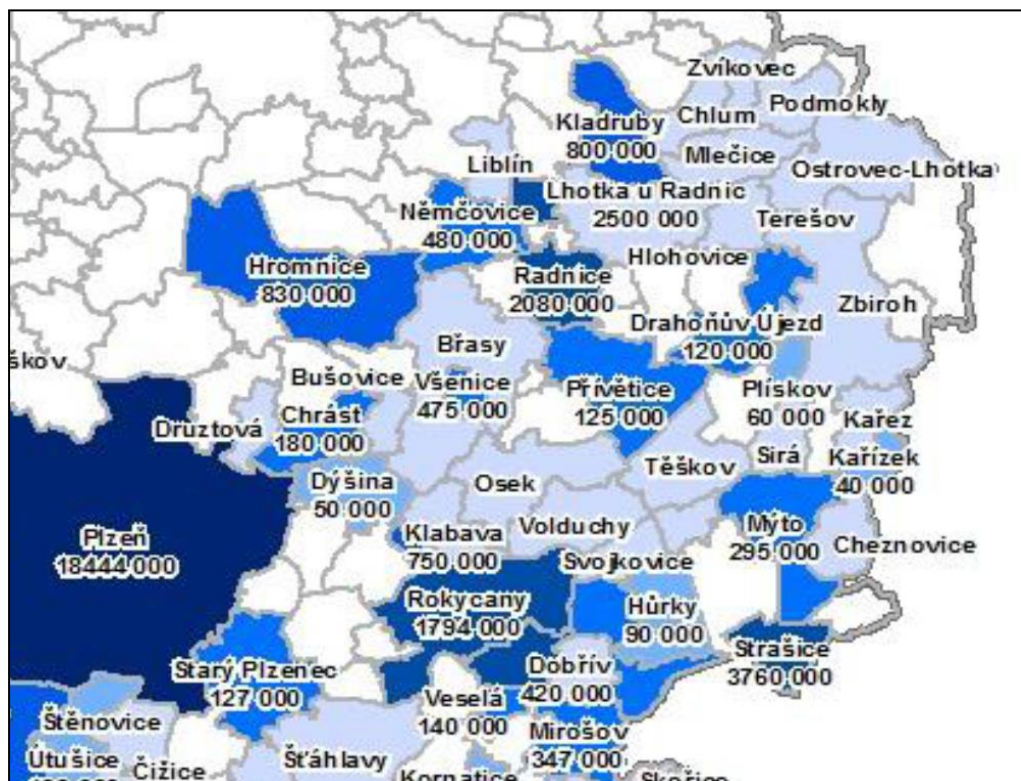 Zvíkovec
Podmokly
Kladruby
800 000
Chlum
Mlečice
Liblín
Ostrovec-Lhotka
Lhotka u Radnic
2500 000
Němčovice
480 000
Terešov
Hlohovice
Hromnice
830 000
Radnice
2080 000
Zbiroh
Drahoňův Újezd
120 000
Břasy
škov
Bušovice
Všenice
475 000
Přívětice
125 000
Plískov
60 000
Druztová
Chrást
180 000
Kařez
Sirá
Kařízek
40 000
Těškov
Dýšina
50 000
Osek
Plzeň
18444 000
Klabava
750 000
Volduchy
Mýto
295 000
Cheznovice
Svojkovice
Rokycany
1794 000
Hůrky
90 000
Strašice
3760 000
Starý Plzenec
127 000
Dobřív
420 000
Veselá
140 000
Štěnovice
Mirošov
347 000
Útušice
Čižice
Šťáhlavy
Kornatice
Skořice